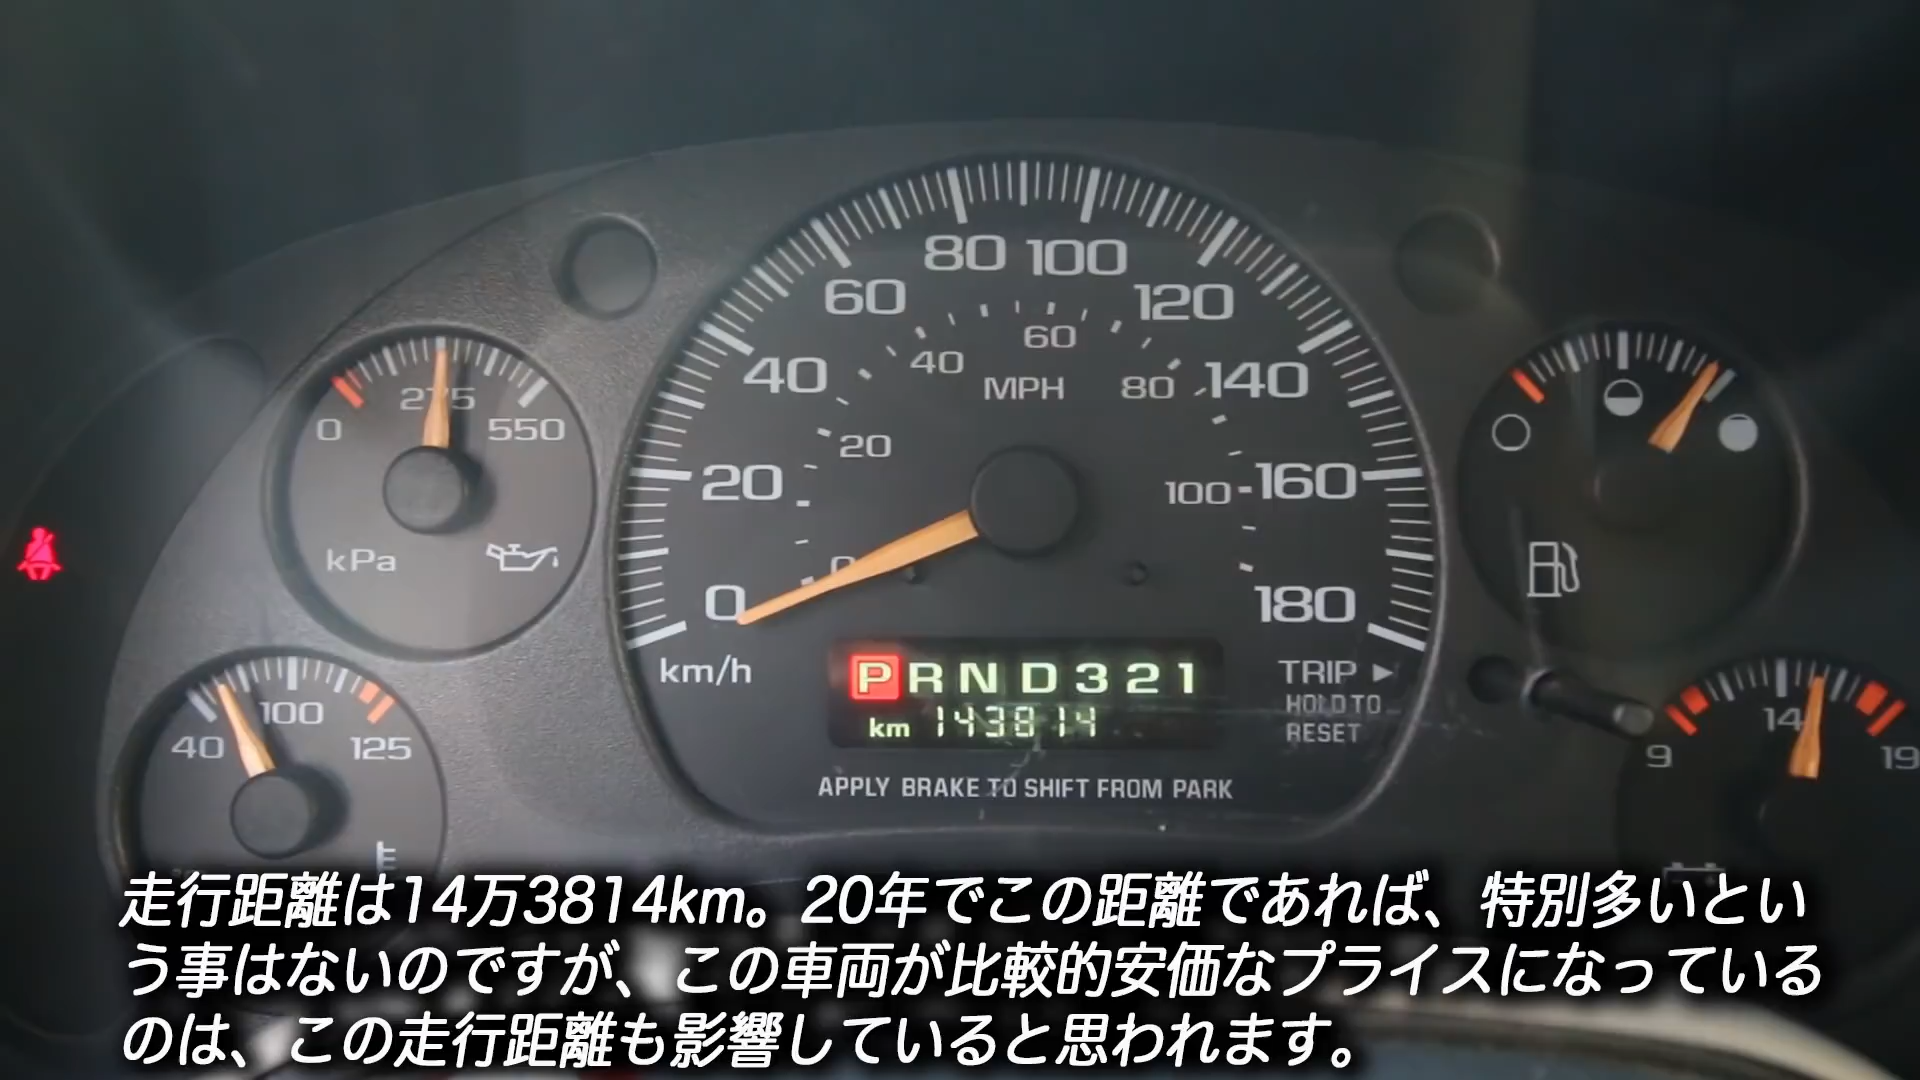 80 100
60 120
60
40
MPH 80
40 140
275
0 550
20
20 100 160
kPa
0
0 180
km/h
P R N D 3 2 1
TRIP
HOLD TO
RESET
km 143814
100
40 125
14
9 19
APPLY BRAKE TO SHIFT FROM PARK
走行距離は14万3814km。20年でこの距離であれば、特別多いとい
う事はないのですが、この車両が比較的安価なプライスになっている
のは、この走行距離も影響していると思われます。